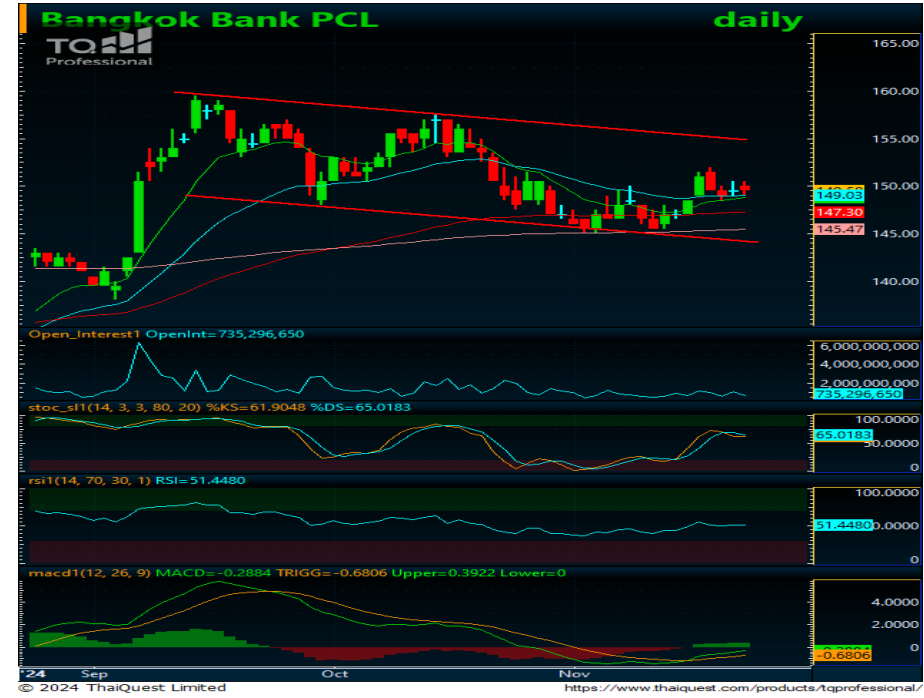 Bangkok Bank PCL daily
TQ
Professional
165.00
160.00
155.00
150.00
149.03
147.30
145.47
145.00
140.00
Open_Interest1 OpenInt=735,296,650
6,000,000,000
4,000,000,000
2,000,000,000
735,296,650
stoc_sl1(14, 3, 3, 80, 20) %KS=61.9048 %DS=65.0183
100.0000
65.0183
0
rsi1(14, 70, 30, 1) RSI=51.4480
100.0000
51.4480
0
macd1(12, 26, 9) MACD=-0.2884 TRIGG=-0.6806 Upper=0.3922 Lower=0
4.0000
2.0000
0
-0.6806
'24 Sep Oct Nov
© 2024 ThaiQuest Limited https://www.thaiquest.com/products/tqprofessional/